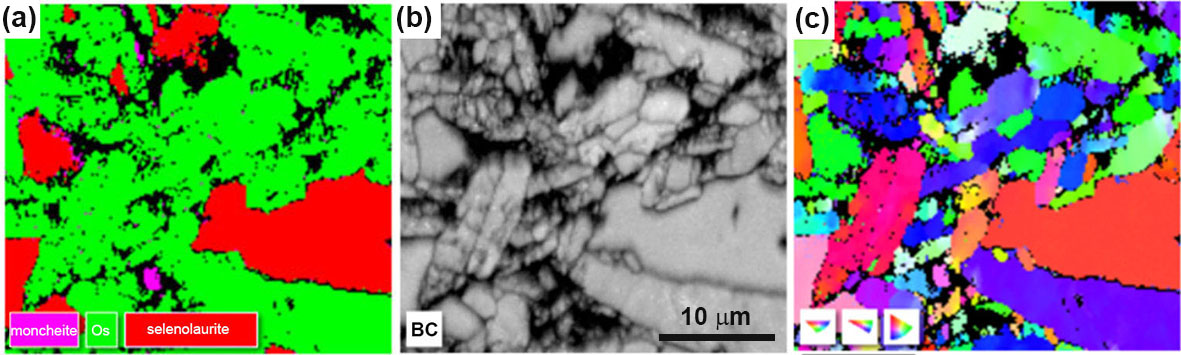 (a)
moncheite
Os
selenolaurite
(b)
BC
10 μm
(c)